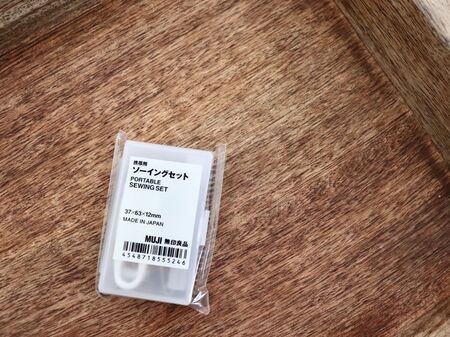 携帯用
ソーイングセット
PORTABLE
SEWING SET
37×63×12mm
MADE IN JAPAN
MUJI 無印良品
4548718555246